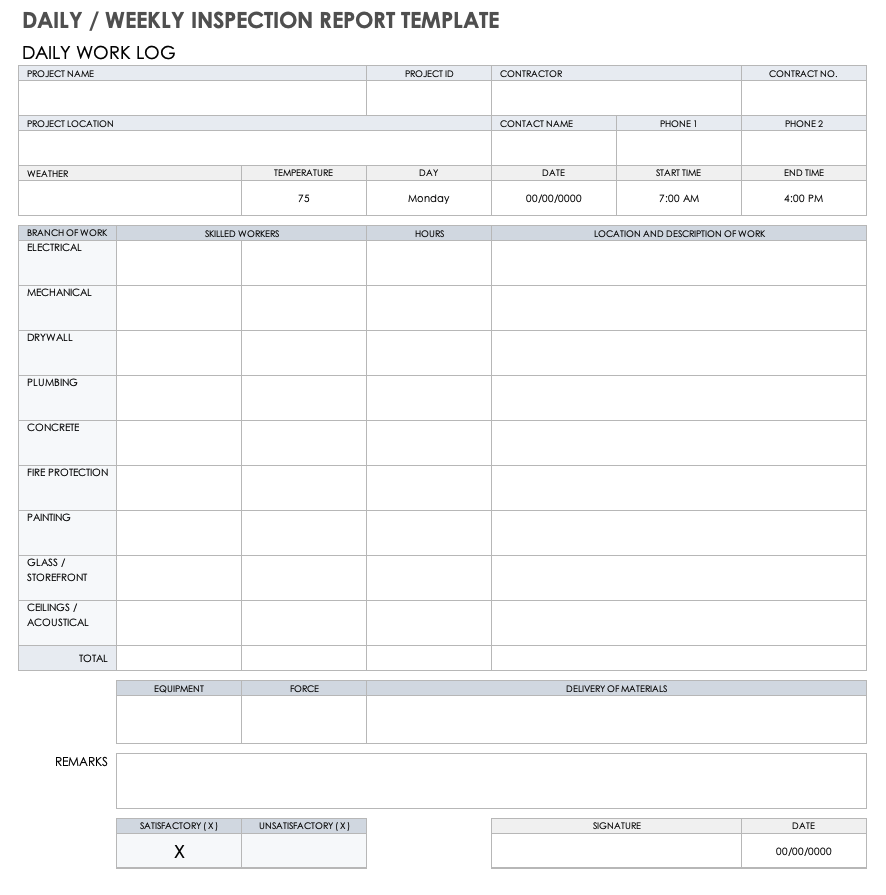 DAILY / WEEKLY INSPECTION REPORT TEMPLATE
DAILY WORK LOG
PROJECT NAME PROJECT ID CONTRACTOR CONTRACT NO.
PROJECT LOCATION CONTACT NAME PHONE 1 PHONE 2
WEATHER TEMPERATURE DAY DATE START TIME END TIME
75 Monday 00/00/0000 7:00 AM 4:00 PM
BRANCH OF WORK SKILLED WORKERS HOURS LOCATION AND DESCRIPTION OF WORK
ELECTRICAL
MECHANICAL
DRYWALL
PLUMBING
CONCRETE
FIRE PROTECTION
PAINTING
GLASS /
STOREFRONT
CEILINGS /
ACOUSTICAL
TOTAL
EQUIPMENT FORCE DELIVERY OF MATERIALS
REMARKS
SATISFACTORY ( X ) UNSATISFACTORY ( X ) SIGNATURE DATE
X 00/00/0000